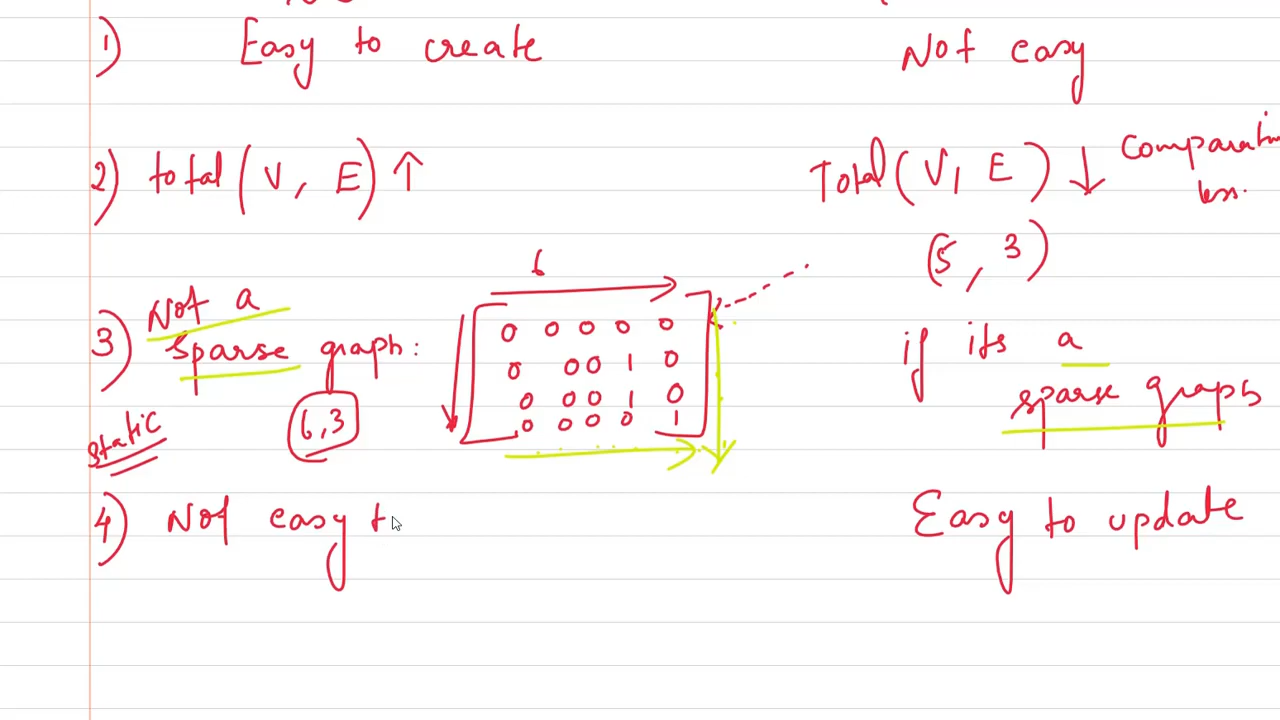 1) Easy to create Not easy
2) total (V, E) ↑ Total (V, E) ↓ Comparative
less.
6 (5, 3)
Not a
3) sparse graph: if its a
0 0 0 0 0
0 0 0 1 0
sparse graph
0 0 0 1 0
static 6,3
0 0 0 0 1
4) Not easy t Easy to update